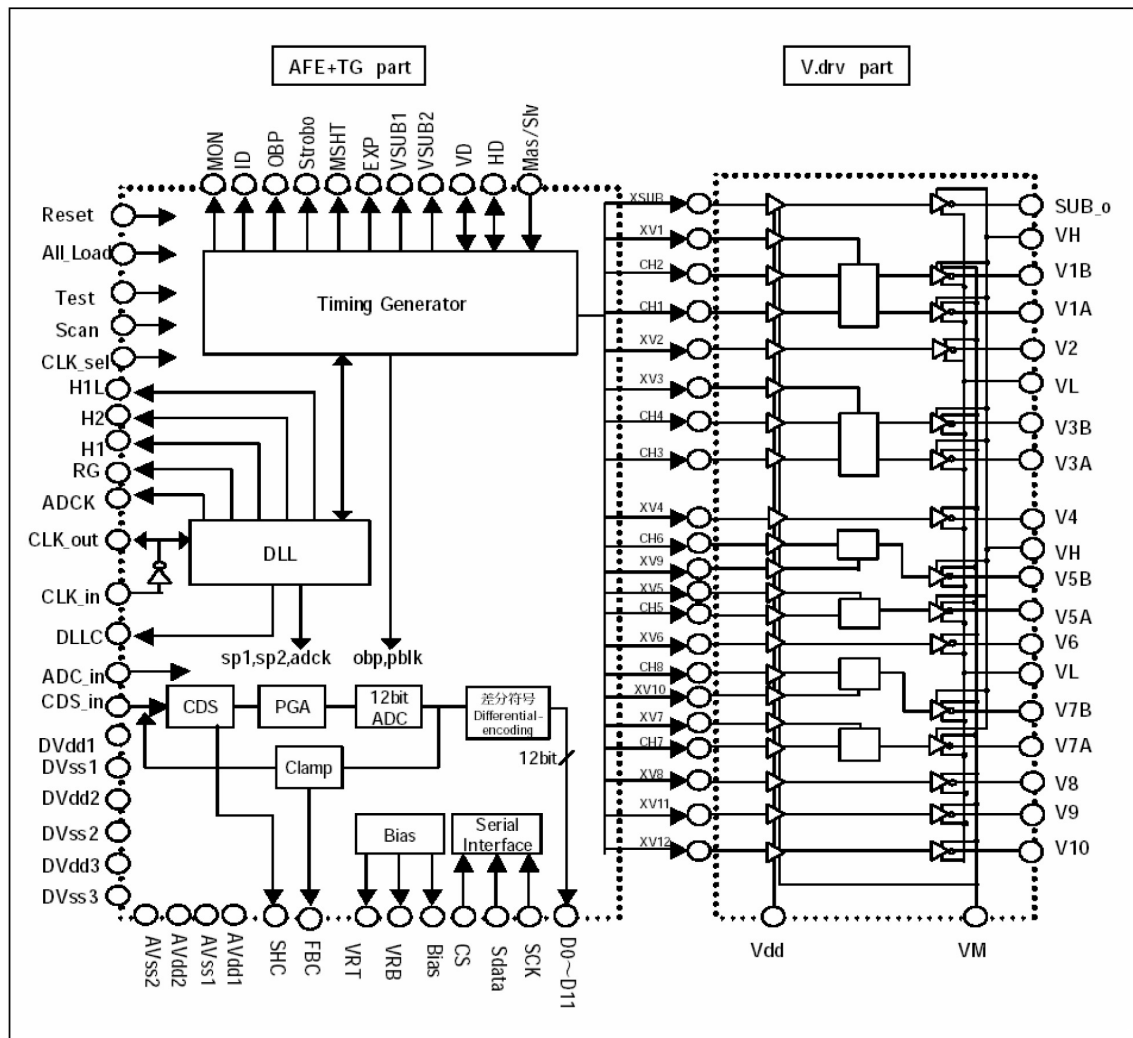 AFE+TG part
V.drv part
MON
ID
OBP
Strobo
MSHT
EXP
VSUB1
VSUB2
VD
HD
Mas/Slv
Reset
All_Load
Test
Scan
CLK_sel
H1L
H2
H1
RG
ADCK
CLK_out
CLK_in
DLLC
ADC_in
CDS_in
DVdd1
DVss1
DVdd2
DVss2
DVdd3
DVss3
Timing Generator
DLL
sp1,sp2,adck
obp,pblk
CDS
PGA
12bit
ADC
差分符号
Differential-
encoding
12bit
Clamp
Bias
Serial
Interface
AVss2
AVdd2
AVss1
AVdd1
SHC
FBC
VRT
VRB
Bias
CS
Sdata
SCK
D0～D11
XSUB
XV1
CH2
CH1
XV2
XV3
CH4
CH3
XV4
CH6
XV9
XV5
CH5
XV6
CH8
XV10
XV7
CH7
XV8
XV11
XV12
SUB_o
VH
V1B
V1A
V2
VL
V3B
V3A
V4
VH
V5B
V5A
V6
VL
V7B
V7A
V8
V9
V10
Vdd
VM